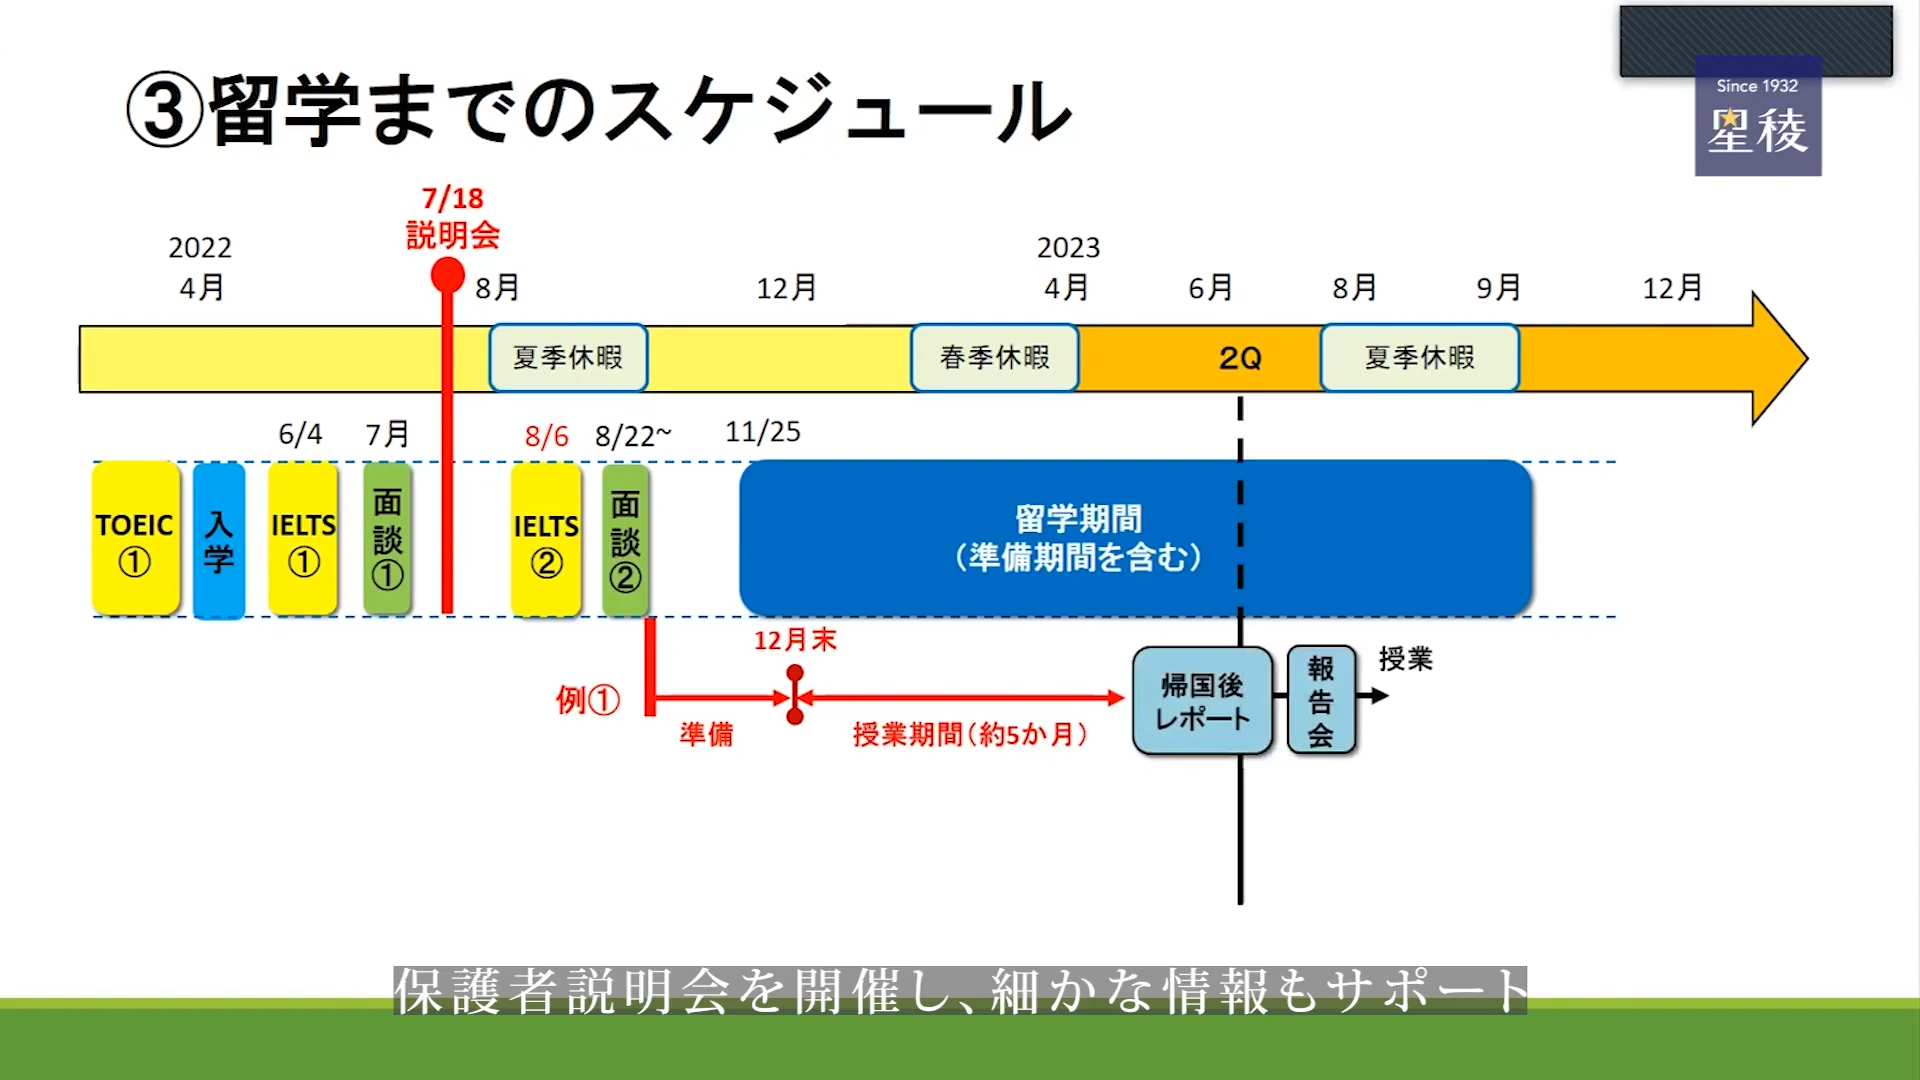 ③留学までのスケジュール
Since 1932
星稜
7/18
説明会
2022
4月
8月
12月
2023
4月
6月
8月
9月
12月
夏季休暇
春季休暇
2Q
夏季休暇
6/4
7月
8/6
8/22~
11/25
TOEIC
①
入学
IELTS
①
面談①
IELTS
②
面談②
留学期間
（準備期間を含む）
12月末
例①
準備
授業期間（約5か月）
帰国後
レポート
報告会
授業
保護者説明会を開催し、細かな情報もサポート